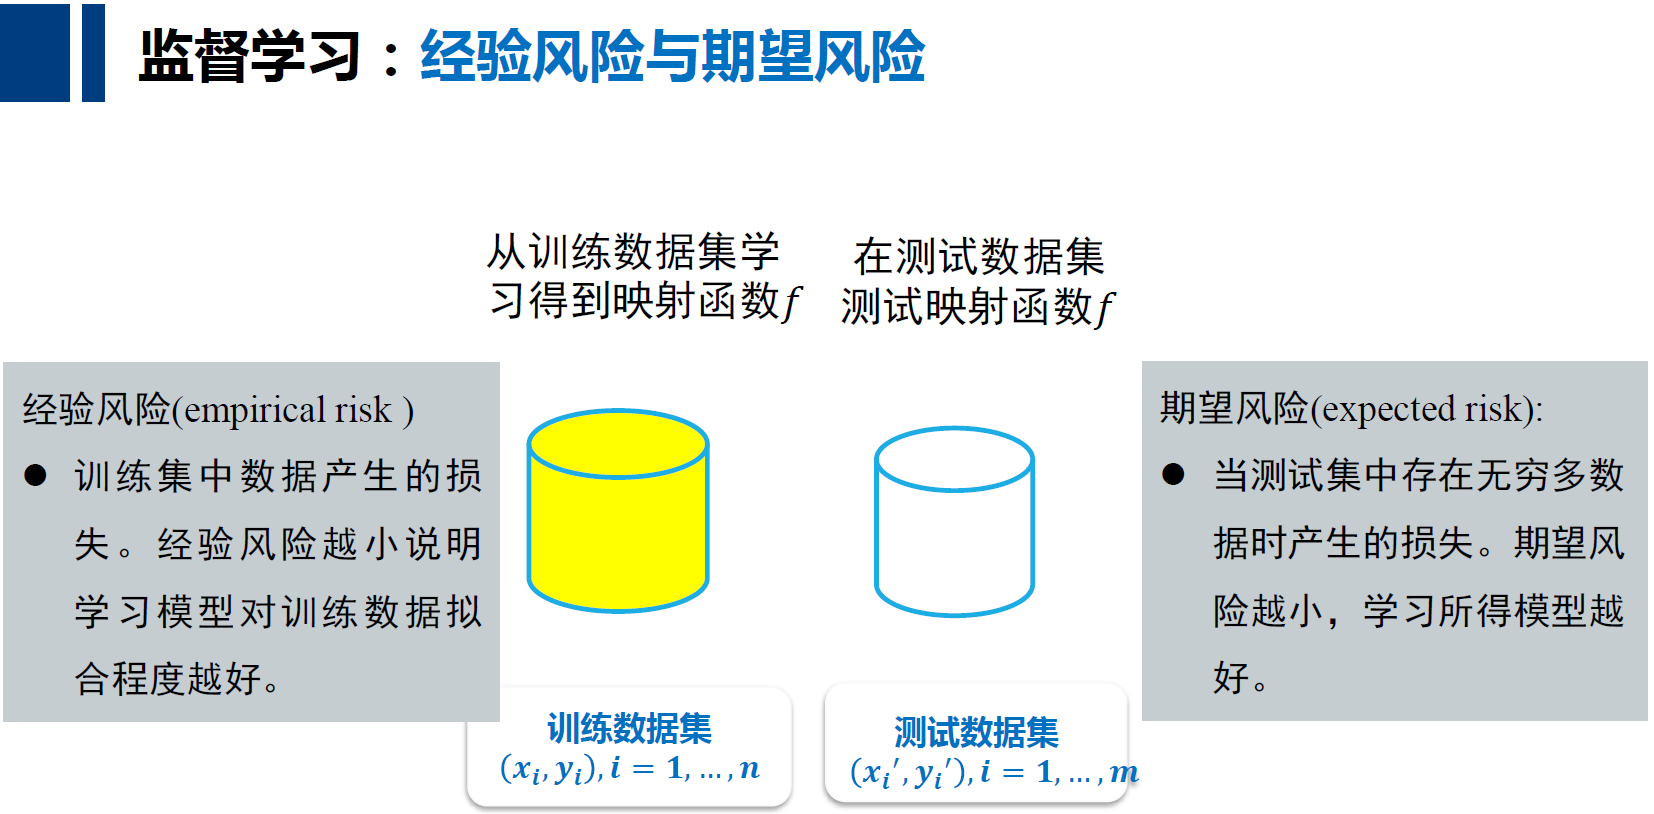 监督学习：经验风险与期望风险
从训练数据集学
习得到映射函数f
在测试数据集
测试映射函数f
经验风险(empirical risk )
● 训练集中数据产生的损
失。经验风险越小说明
学习模型对训练数据拟
合程度越好。
期望风险(expected risk):
● 当测试集中存在无穷多数
据时产生的损失。期望风
险越小，学习所得模型越
好。
训练数据集
(xᵢ, yᵢ), i = 1, … , n
测试数据集
(xᵢ′, yᵢ′), i = 1, … , m